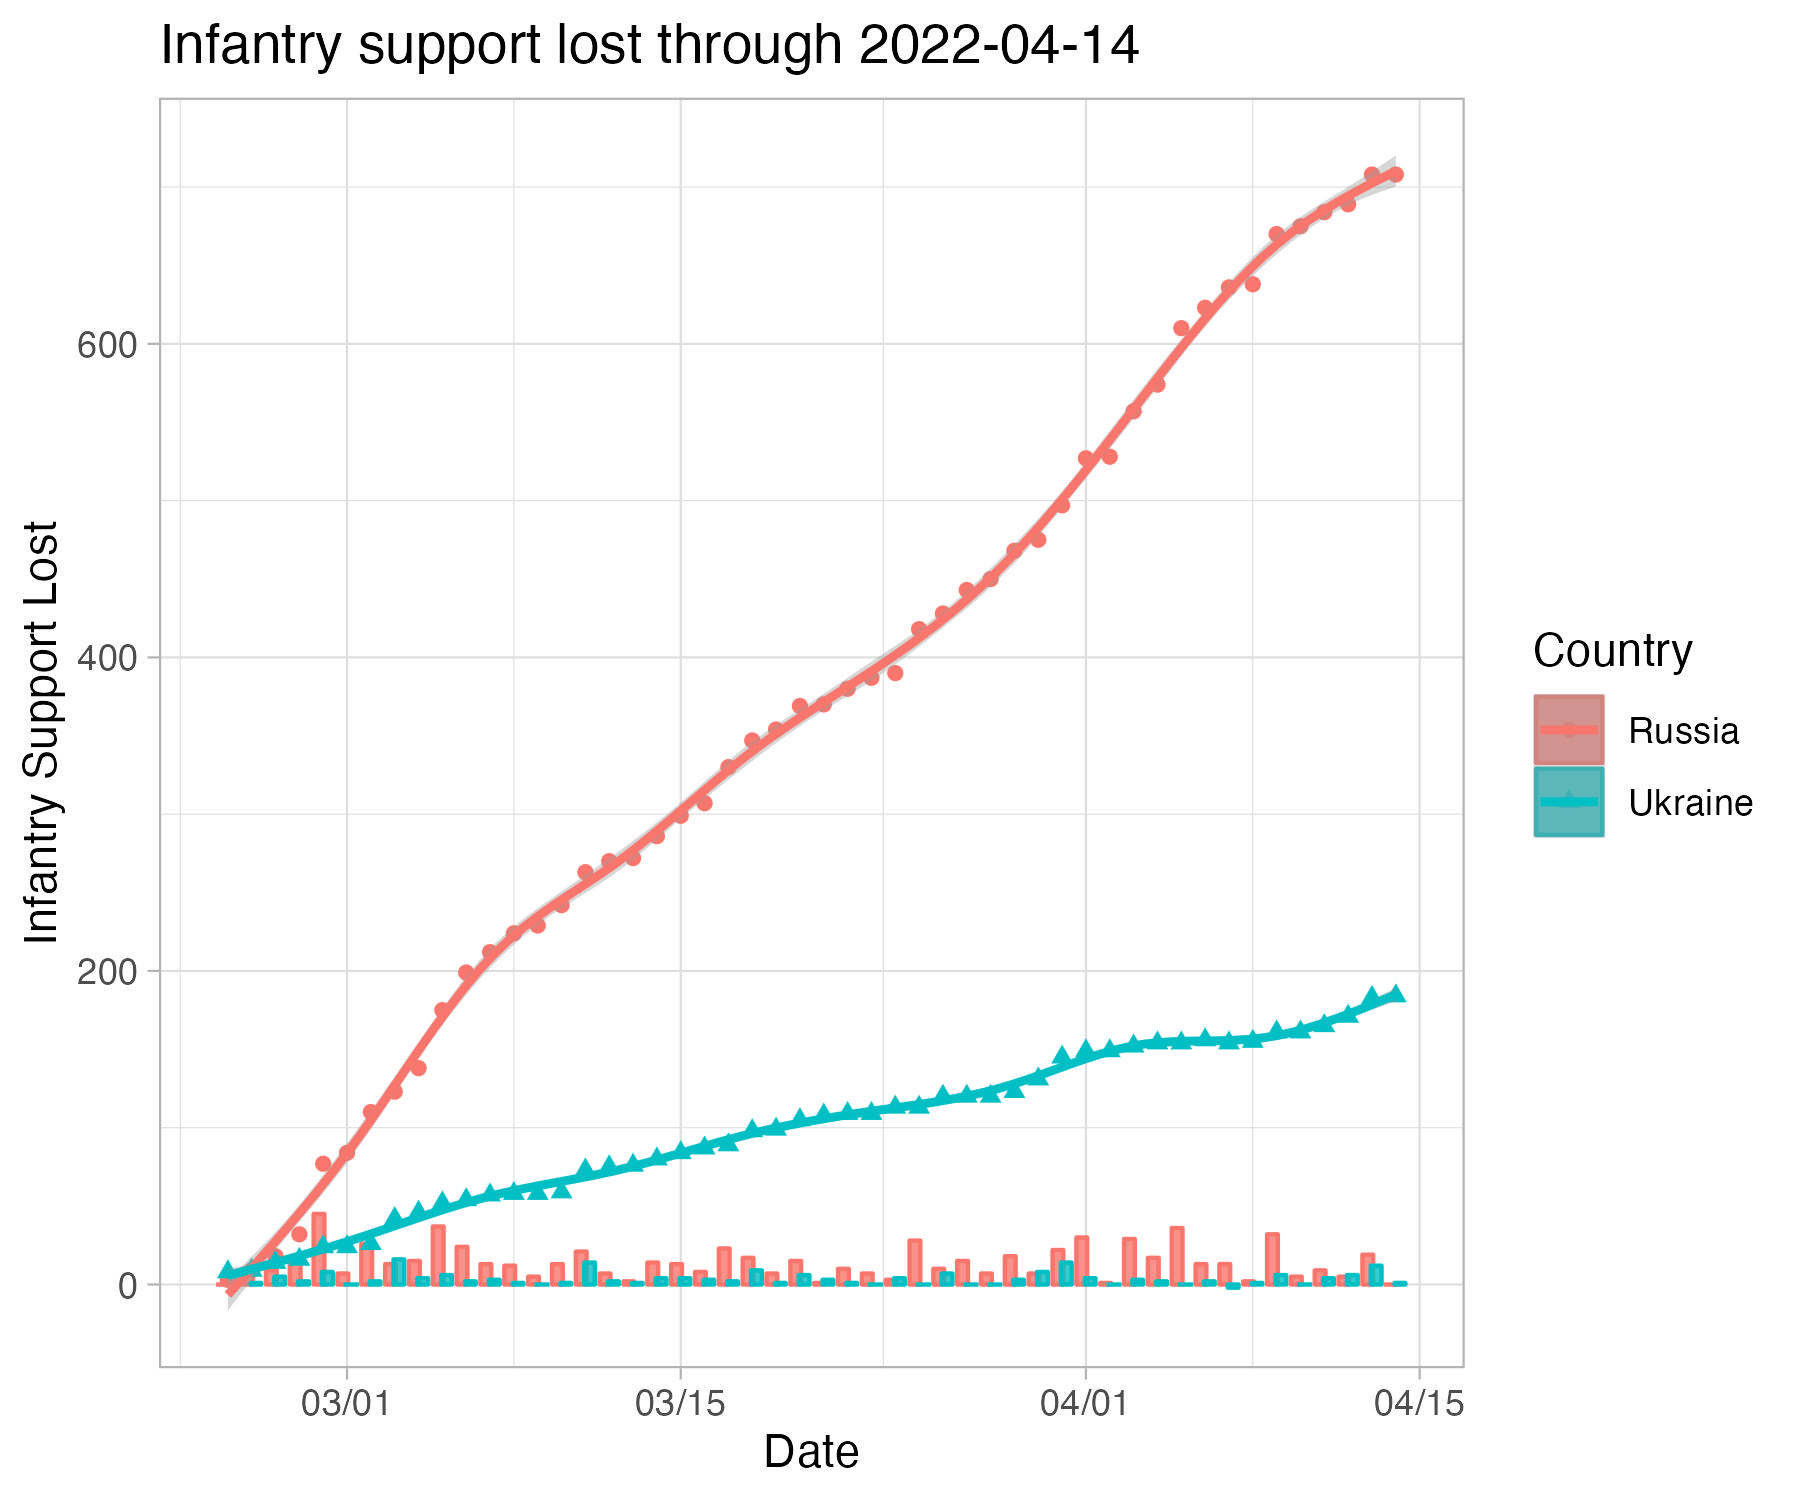 Infantry support lost through 2022-04-14
Infantry Support Lost
600
400
200
0
03/01
03/15
04/01
04/15
Date
Country
Russia
Ukraine